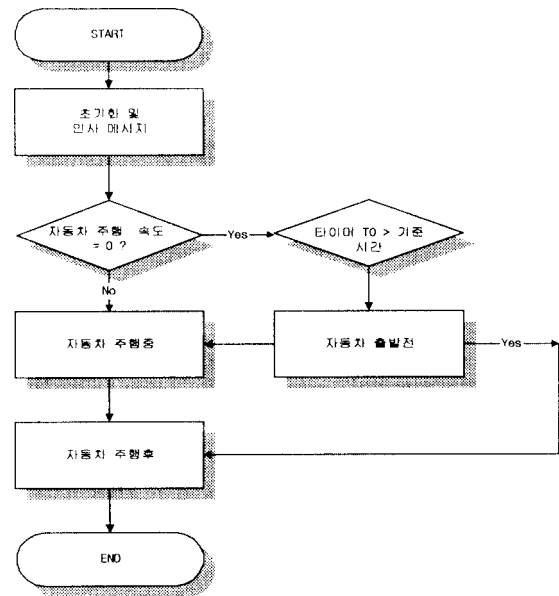 START
초기화 및
인사 메시지
자동차 주행 속도
= 0 ?
Yes
타이머 T0 > 기준
시간
No
자동차 주행중
자동차 출발전
Yes
자동차 주행후
END